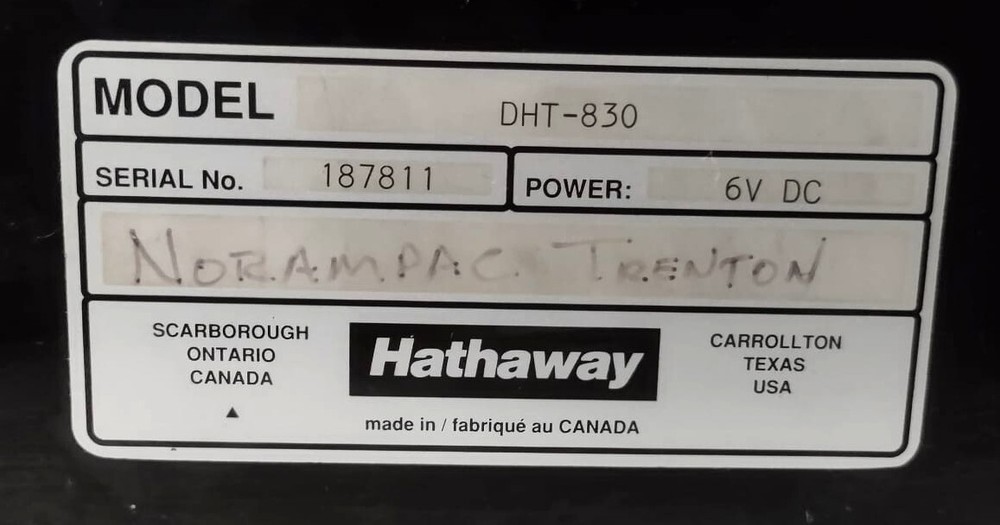 MODEL DHT-830
SERIAL No. 187811 POWER: 6V DC
NORAMPAC TRENTON
SCARBOROUGH
ONTARIO
CANADA
▲
Hathaway
made in / fabriqué au CANADA
CARROLLTON
TEXAS
USA